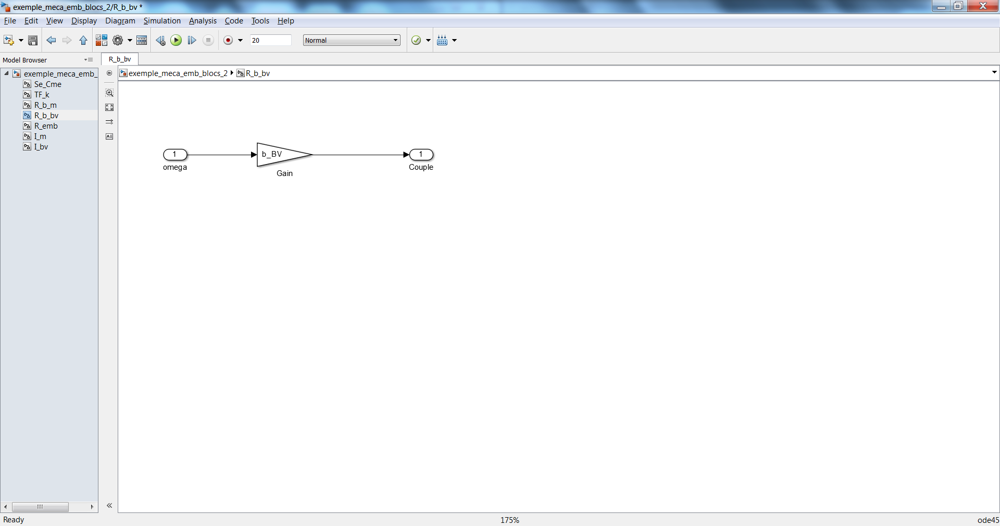 exemple_meca_emb_blocs_2/R_b_bv *
File Edit View Display Diagram Simulation Analysis Code Tools Help
20 Normal
Model Browser
R_b_bv
exemple_meca_emb_
Se_Cme
TF_k
R_b_m
R_b_bv
R_emb
I_m
I_bv
exemple_meca_emb_blocs_2 R_b_bv
1
omega
b_BV
Gain
1
Couple
Ready 175% ode45